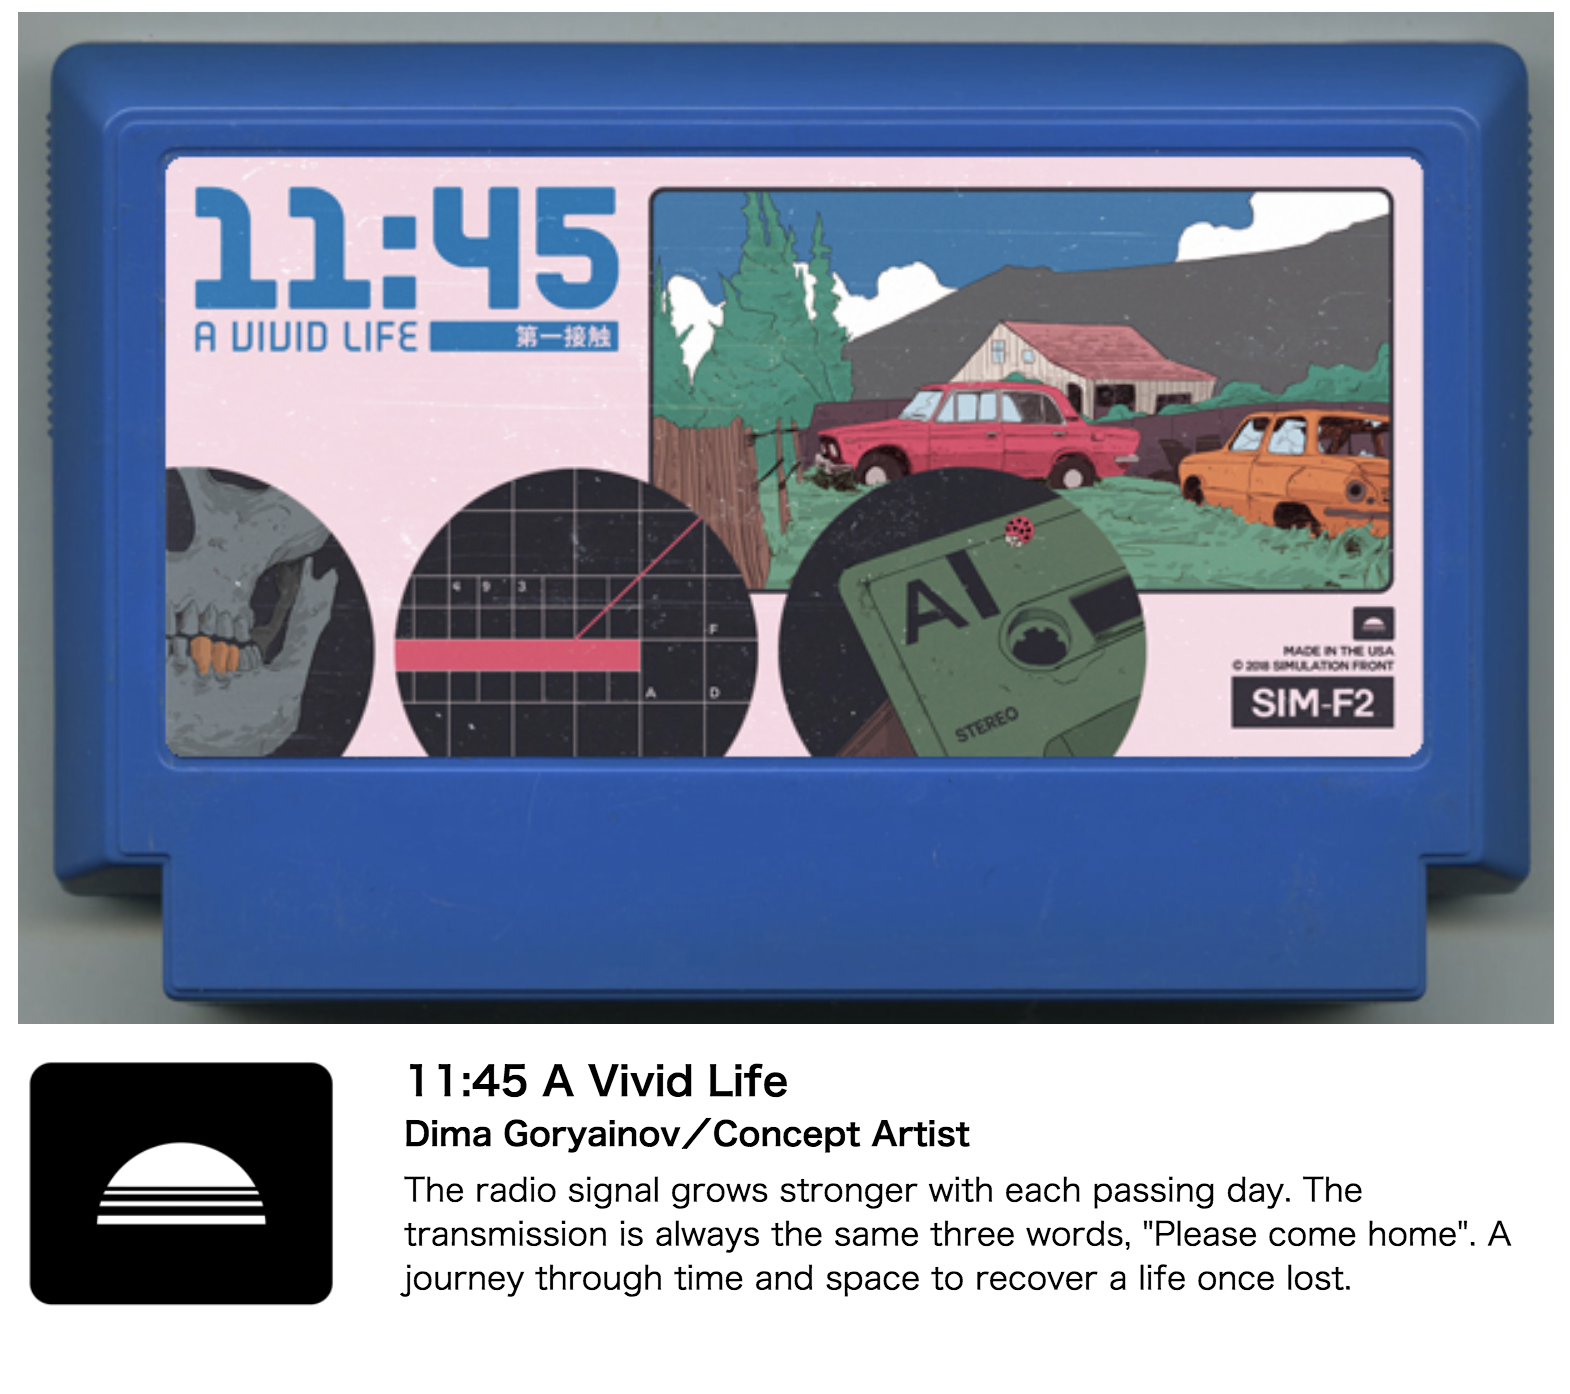 11:45
A VIVID LIFE 第一接触
6 9 3
F
A D
AI
STEREO
MADE IN THE USA
© 2018 SIMULATION FRONT
SIM-F2
11:45 A Vivid Life
Dima Goryainov／Concept Artist
The radio signal grows stronger with each passing day. The
transmission is always the same three words, "Please come home". A
journey through time and space to recover a life once lost.